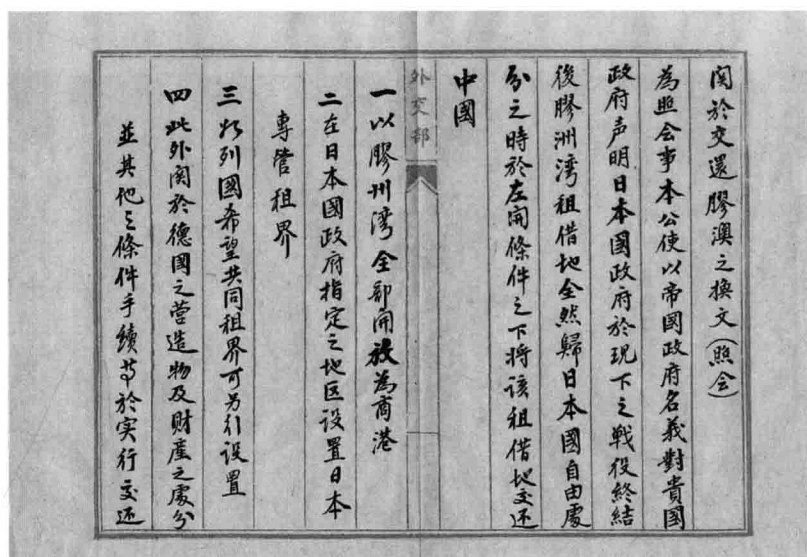 関於交還膠澳之換文(照会)
為照会事本公使以帝國政府名義對貴國
政府声明日本國政府於現下之戰役終結
後膠洲湾租借地全然歸日本國自由處
分之時於左開條件之下将該租借地交还
中國
外交部
一以膠州湾全部開放為商港
二在日本國政府指定之地区設置日本
專管租界
三如列國希望共同租界可另行設置
四此外関於德國之营造物及财產之處分
並其他之條件手續等於实行交还